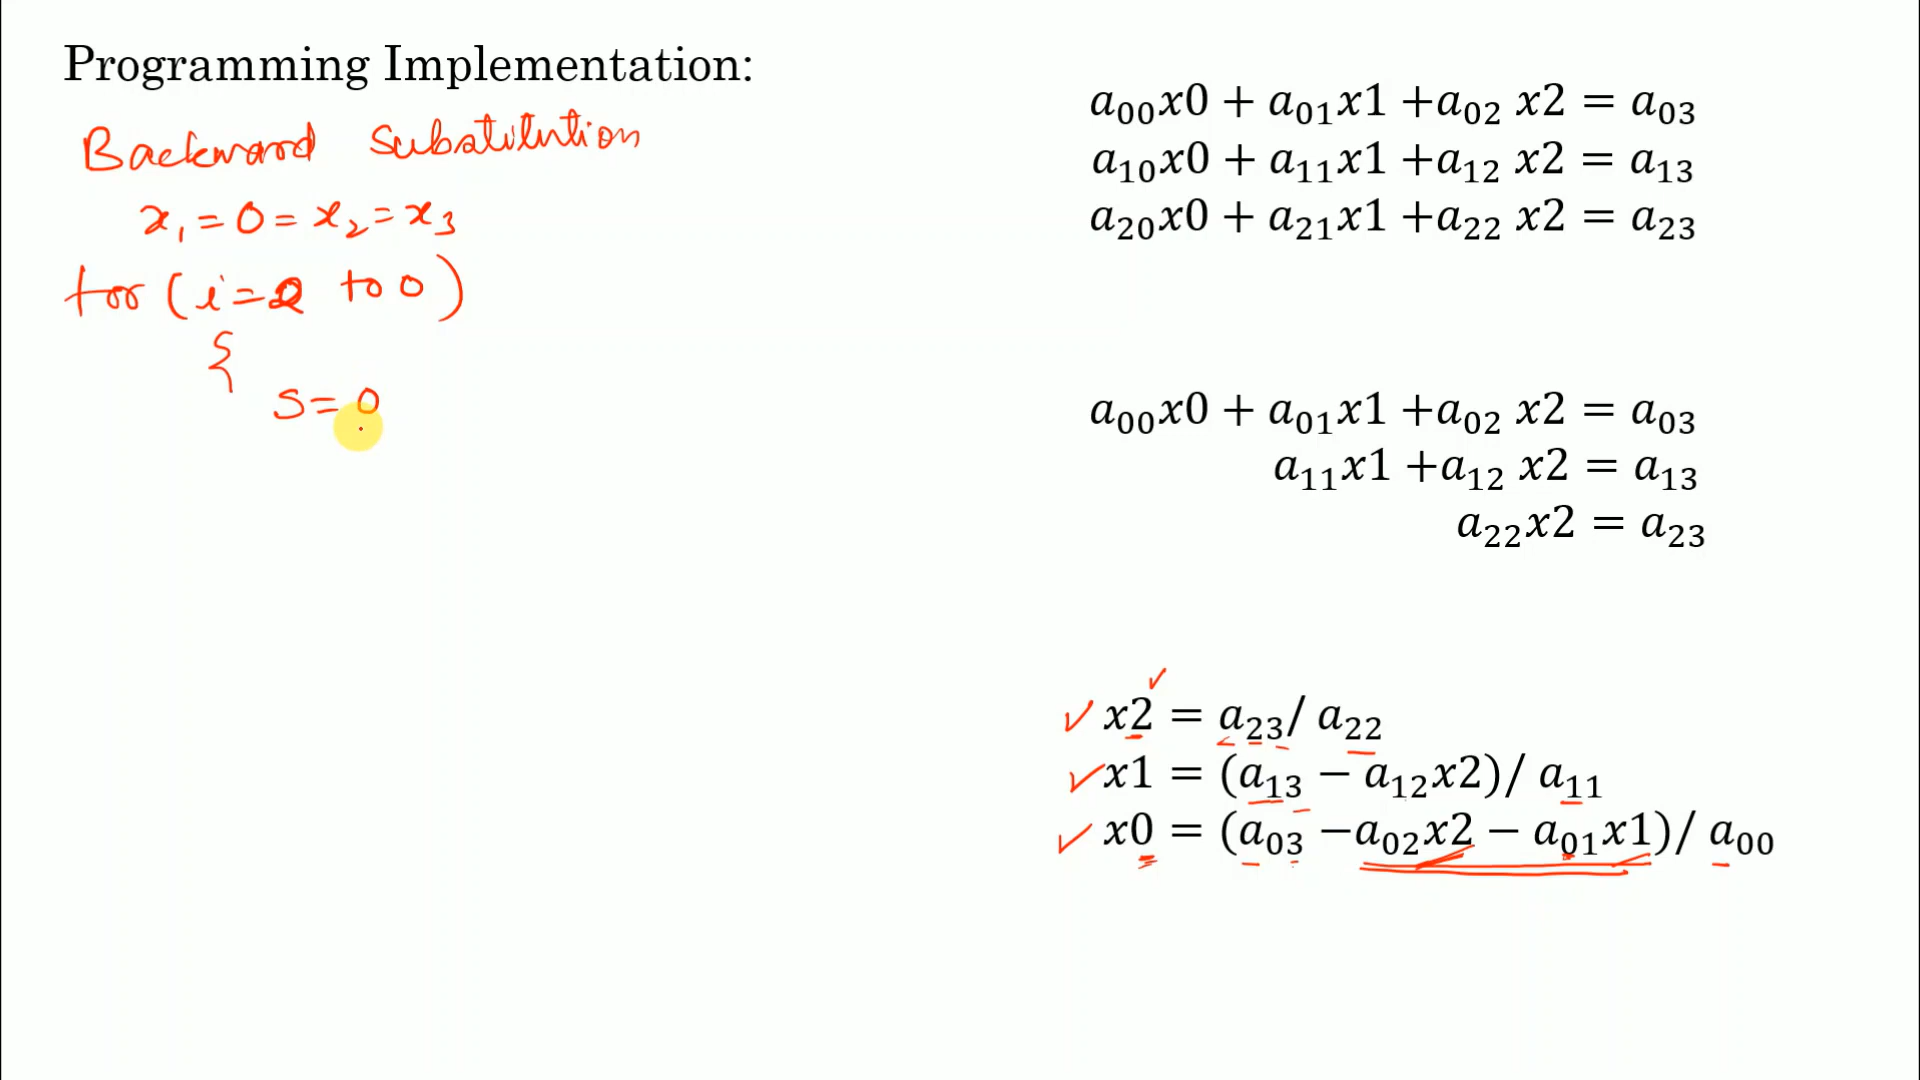 Programming Implementation:
Backward Substitution
x₁ = 0 = x₂ = x₃
for (i=2 to 0)
{
S=0
a₀₀x0 + a₀₁x1 +a₀₂ x2 = a₀₃
a₁₀x0 + a₁₁x1 +a₁₂ x2 = a₁₃
a₂₀x0 + a₂₁x1 +a₂₂ x2 = a₂₃
a₀₀x0 + a₀₁x1 +a₀₂ x2 = a₀₃
a₁₁x1 +a₁₂ x2 = a₁₃
a₂₂x2 = a₂₃
x2 = a₂₃/ a₂₂
x1 = (a₁₃ − a₁₂x2)/ a₁₁
x0 = (a₀₃ −a₀₂x2 − a₀₁x1)/ a₀₀